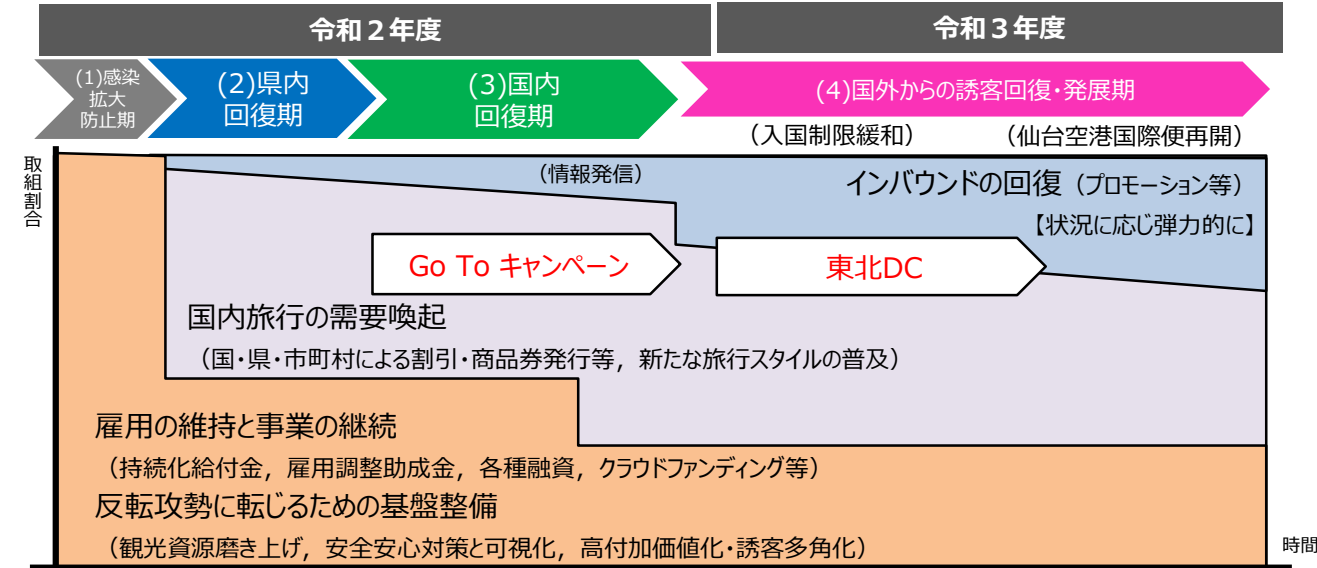 令和２年度
令和３年度
(1)感染
拡大
防止期
(2)県内
回復期
(3)国内
回復期
(4)国外からの誘客回復・発展期
（入国制限緩和）
（仙台空港国際便再開）
取組割合
（情報発信）
インバウンドの回復（プロモーション等）
【状況に応じ弾力的に】
Go To キャンペーン
東北DC
国内旅行の需要喚起
（国・県・市町村による割引・商品券発行等，新たな旅行スタイルの普及）
雇用の維持と事業の継続
（持続化給付金，雇用調整助成金，各種融資，クラウドファンディング等）
反転攻勢に転じるための基盤整備
（観光資源磨き上げ，安全安心対策と可視化，高付加価値化・誘客多角化）
時間